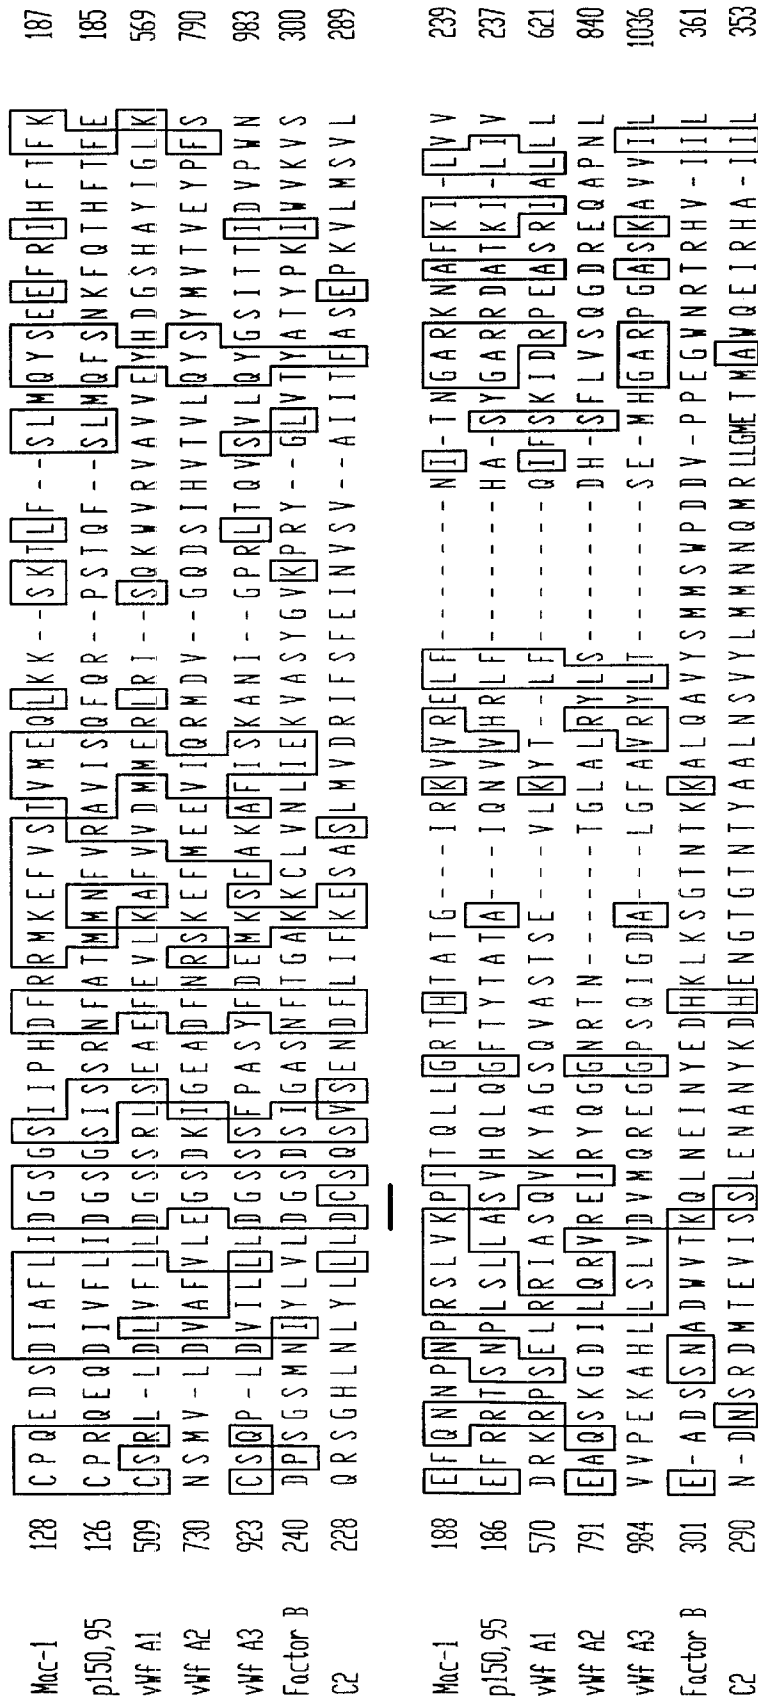 Mac-1 128 CPQEDSDIAFLIDGSGSIIPHDFRRMKEFVSTVMEQLKK--SKTLF--SLMQYSEEFRIHFTFK 187
p150,95 126 CPRQEQDIVFLIDGSGSISSRNFATMMNFVRAVISQFQR--PSTQF--SLMQFSNKFQTHFTFE 185
vWf A1 509 CSRL-LDLVFLLDGSSRLSEAEFEVLKAFVVDMMERLRI--SQKWVRVAVVEYHDGSHAYIGLK 569
vWf A2 730 NSMV-LDVAFVLEGSDKIGEADFNRSKEFMEEVIQRMDV--GQDSIHVTVLQYSYMVTVEYPFS 790
vWf A3 923 CSQP-LDVILLLDGSSSFPASYFDEMKSFAKAFISKANI--GPRLTQVSVLQYGSITTIDVPWN 983
Factor B 240 DPSGSMNIYLVLDGSDSIGASNFTGAKKCLVNLIEKVASYGVKPRY--GLVTYATYPKIWVKVS 300
C2 228 QRSGHLNLYLLLDCSQSVSENDFLIFKESASLMVDRIFSFEINVSV--AIITFASEPKVLMSVL 289
Mac-1 188 EFQNNPNPRSLVKPITQLLGRTHTATG---IRKVVRELF-------NI-TNGARKNAFKI-LVV 239
p150,95 186 EFRRTSNPLSLLASVHQLQGFTYTATA---IQNVVHRLF-------HA-SYGARRDATKI-LIV 237
vWf A1 570 DRKRPSELRRIASQVKYAGSQVASTSE---VLKYT--LF-------QIFSKIDRPEASRIALLL 621
vWf A2 791 EAQSKGDILQRVREIRYQGGNRTN------TGLALRYLS-------DH-SFLVSQGDREQAPNL 840
vWf A3 984 VVPEKAHLLSLVDVMQREGGPSQIGDA---LGFAVRYLT-------SE-MHGARPGASKAVVIL 1036
Factor B 301 E-ADSSNADWVTKQLNEINYEDHKLKSGTNTKKALQAVYSMMSWPDDV-PPEGWNRTRHV-IIL 361
C2 290 N-DNSRDMTEVISSLENANYKDHENGTGTNTYAALNSVYLMMNNQMRLLGMETMAWQEIRHA-IIL 353